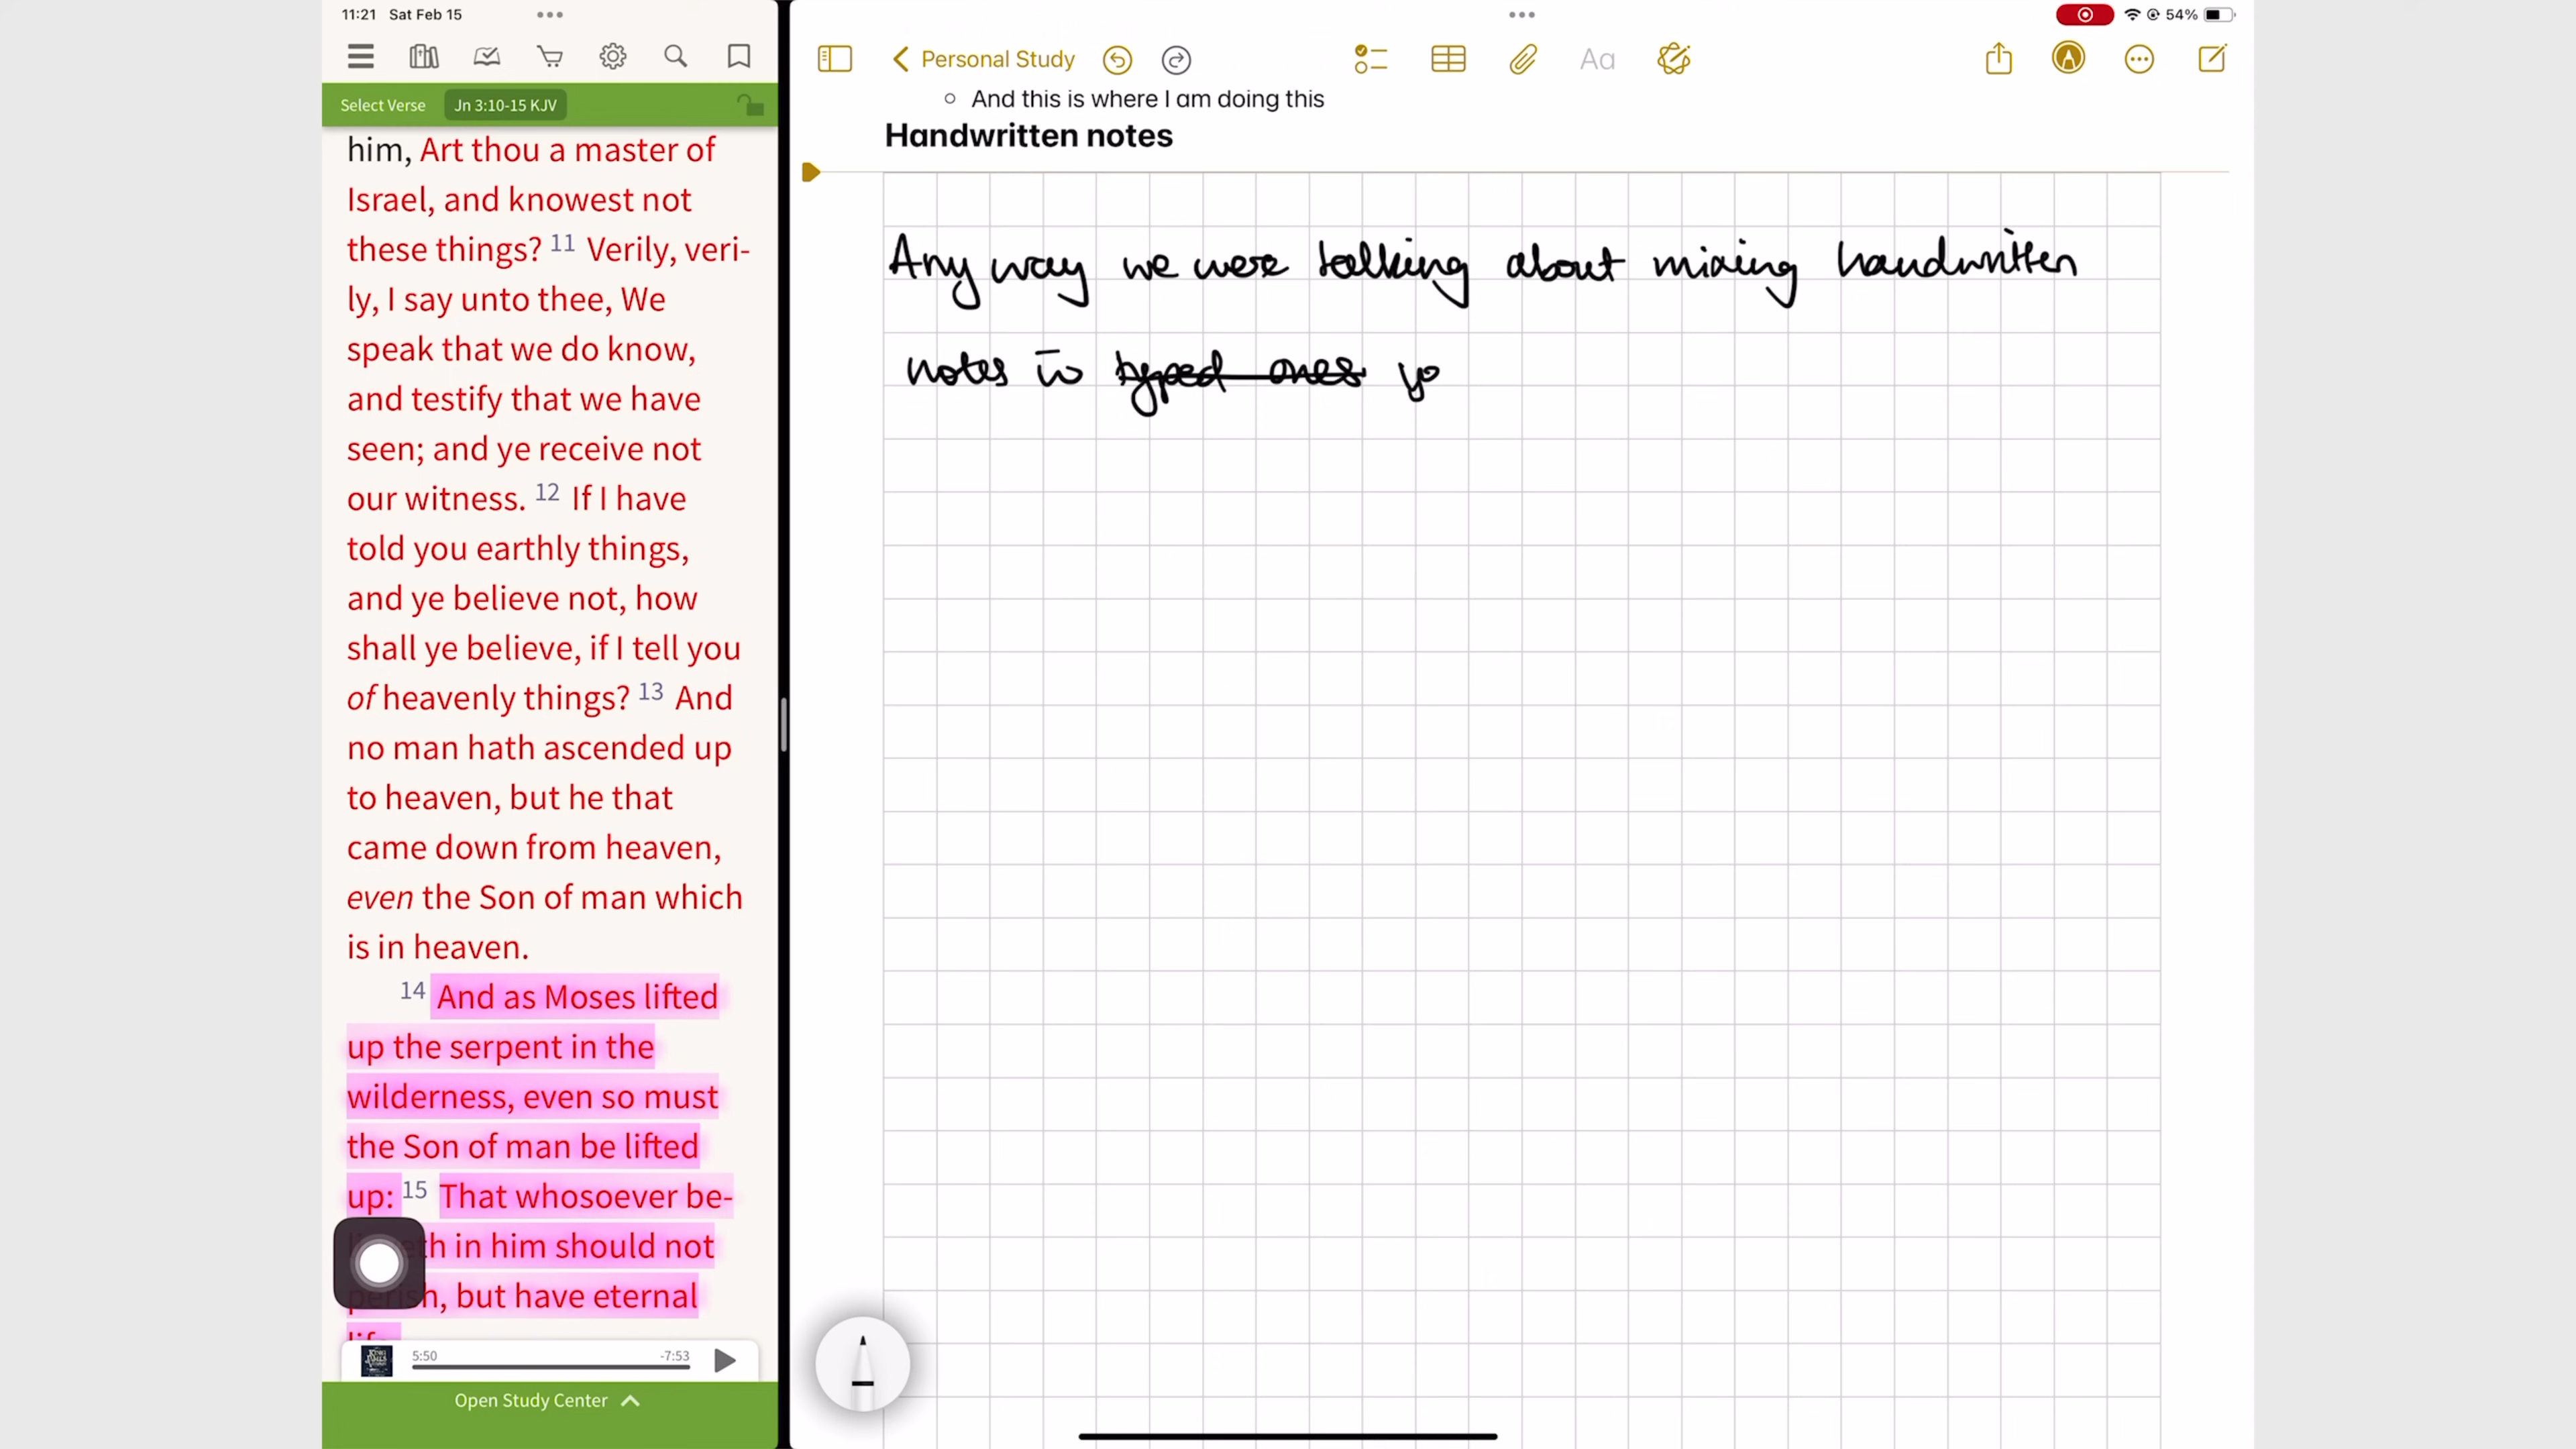 11:21 Sat Feb 15
Select Verse Jn 3:10-15 KJV
him, Art thou a master of
Israel, and knowest not
these things? 11 Verily, veri-
ly, I say unto thee, We
speak that we do know,
and testify that we have
seen; and ye receive not
our witness. 12 If I have
told you earthly things,
and ye believe not, how
shall ye believe, if I tell you
of heavenly things? 13 And
no man hath ascended up
to heaven, but he that
came down from heaven,
even the Son of man which
is in heaven.
14 And as Moses lifted
up the serpent in the
wilderness, even so must
the Son of man be lifted
up: 15 That whosoever be-
th in him should not
perish, but have eternal
life.
5:50 -7:53
Open Study Center
54%
Personal Study Aa
And this is where I am doing this
Handwritten notes
Any way we were talking about mixing handwritten
notes to typed ones yo